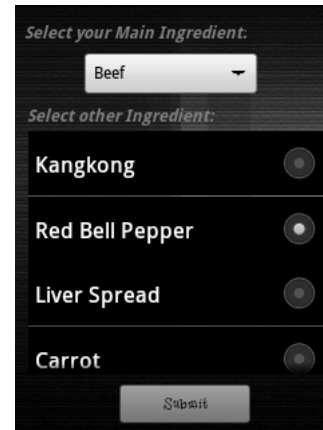 Select your Main Ingredient:
Beef
Select other Ingredient:
Kangkong
Red Bell Pepper
Liver Spread
Carrot
Submit